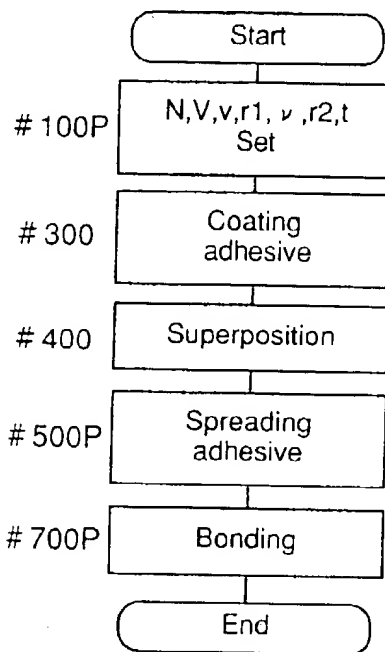 Start
# 100P
N,V,v,r1, ν ,r2,t
Set
# 300
Coating
adhesive
# 400
Superposition
# 500P
Spreading
adhesive
# 700P
Bonding
End